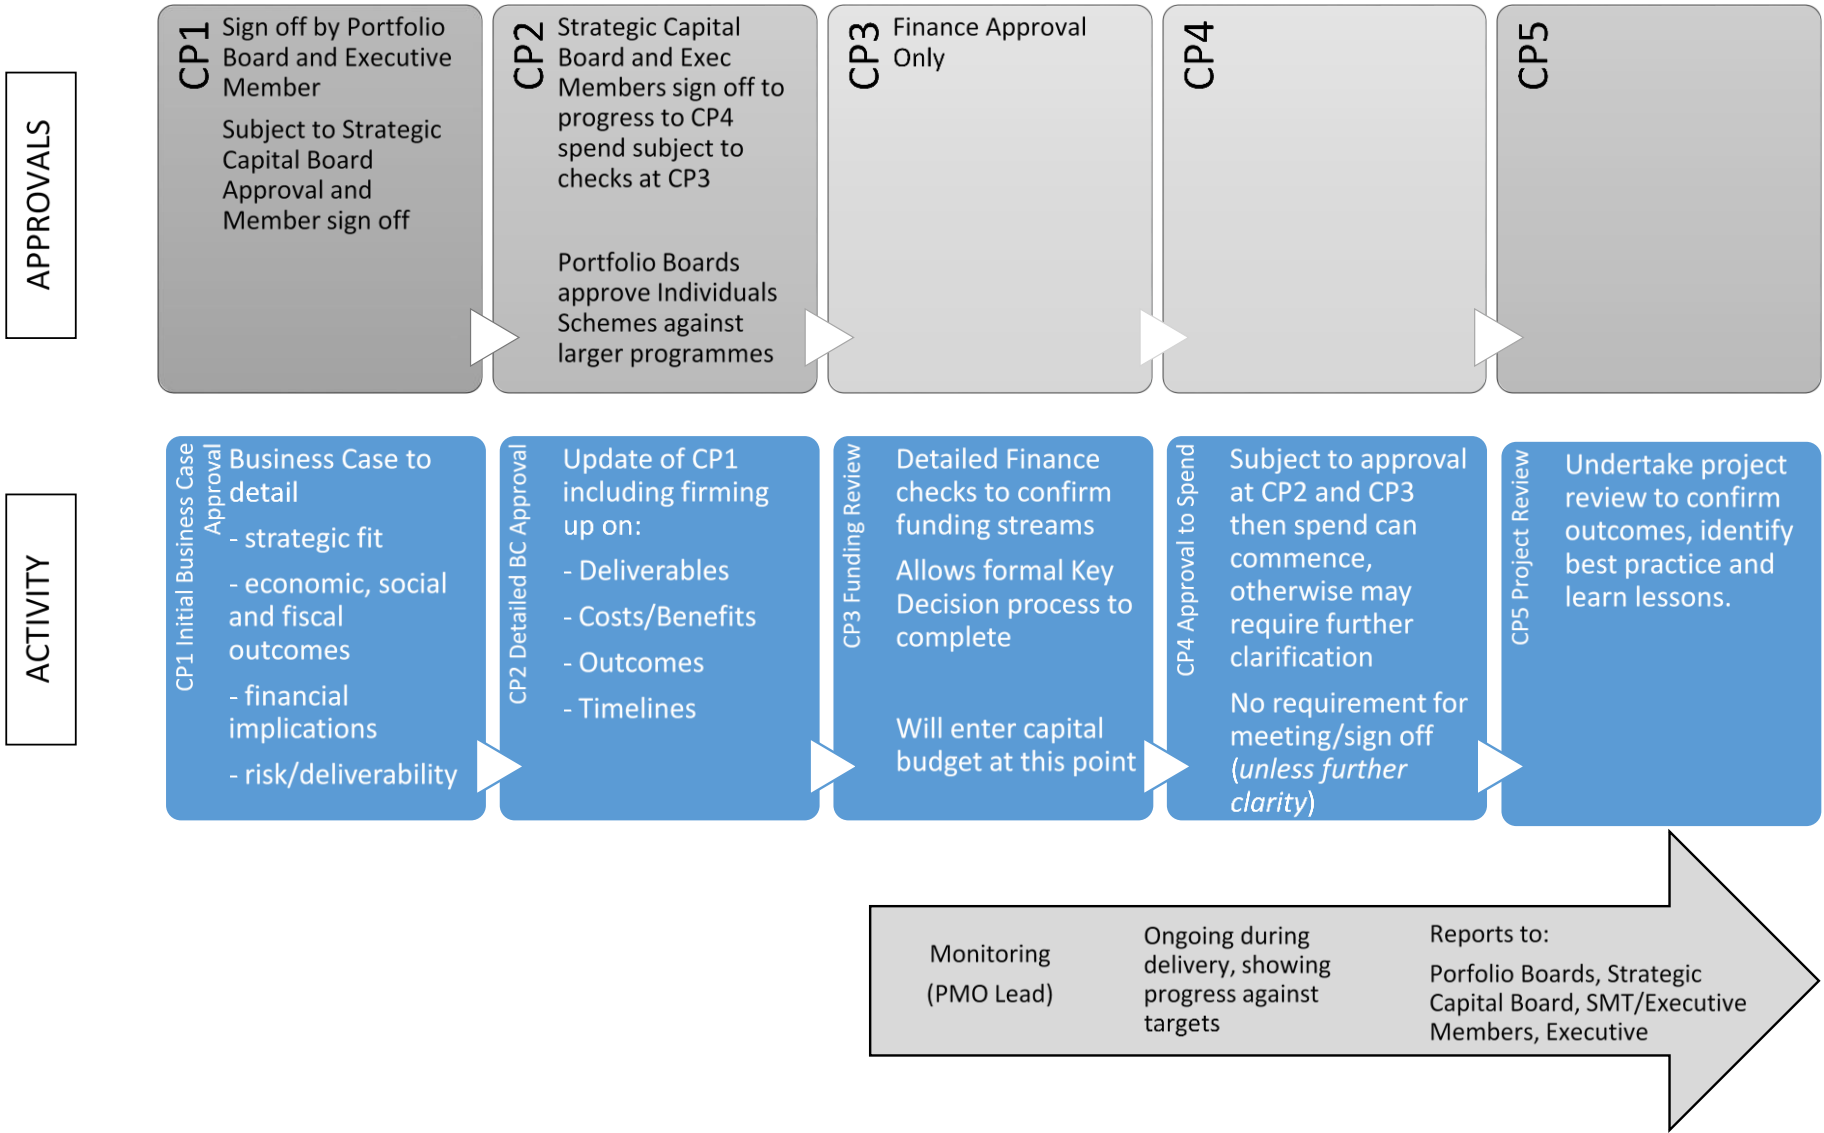 APPROVALS
CP1
Sign off by Portfolio
Board and Executive
Member
Subject to Strategic
Capital Board
Approval and
Member sign off
CP2
Strategic Capital
Board and Exec
Members sign off to
progress to CP4
spend subject to
checks at CP3
Portfolio Boards
approve Individuals
Schemes against
larger programmes
CP3
Finance Approval
Only
CP4
CP5
ACTIVITY
CP1 Initial Business Case
Approval
Business Case to
detail
- strategic fit
- economic, social
and fiscal
outcomes
- financial
implications
- risk/deliverability
CP2 Detailed BC Approval
Update of CP1
including firming
up on:
- Deliverables
- Costs/Benefits
- Outcomes
- Timelines
CP3 Funding Review
Detailed Finance
checks to confirm
funding streams
Allows formal Key
Decision process to
complete
Will enter capital
budget at this point
CP4 Approval to Spend
Subject to approval
at CP2 and CP3
then spend can
commence,
otherwise may
require further
clarification
No requirement for
meeting/sign off
(unless further
clarity)
CP5 Project Review
Undertake project
review to confirm
outcomes, identify
best practice and
learn lessons.
Monitoring
(PMO Lead)
Ongoing during
delivery, showing
progress against
targets
Reports to:
Porfolio Boards, Strategic
Capital Board, SMT/Executive
Members, Executive